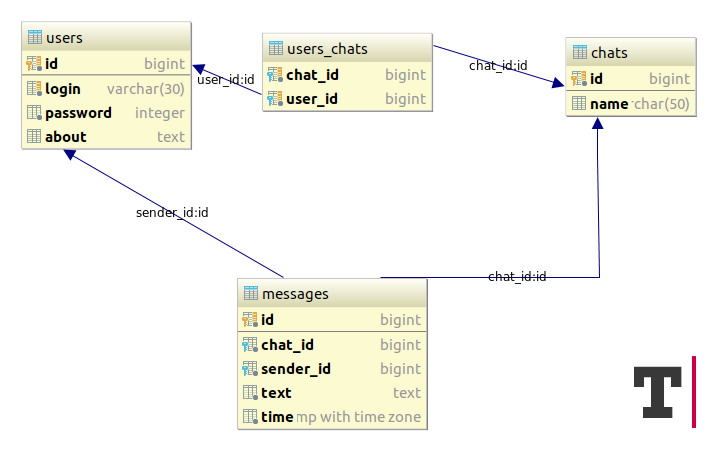 users
id bigint
login varchar(30)
password integer
about text
users_chats
chat_id bigint
user_id bigint
chats
id bigint
name char(50)
user_id:id
chat_id:id
sender_id:id
chat_id:id
messages
id bigint
chat_id bigint
sender_id bigint
text text
time mp with time zone
T